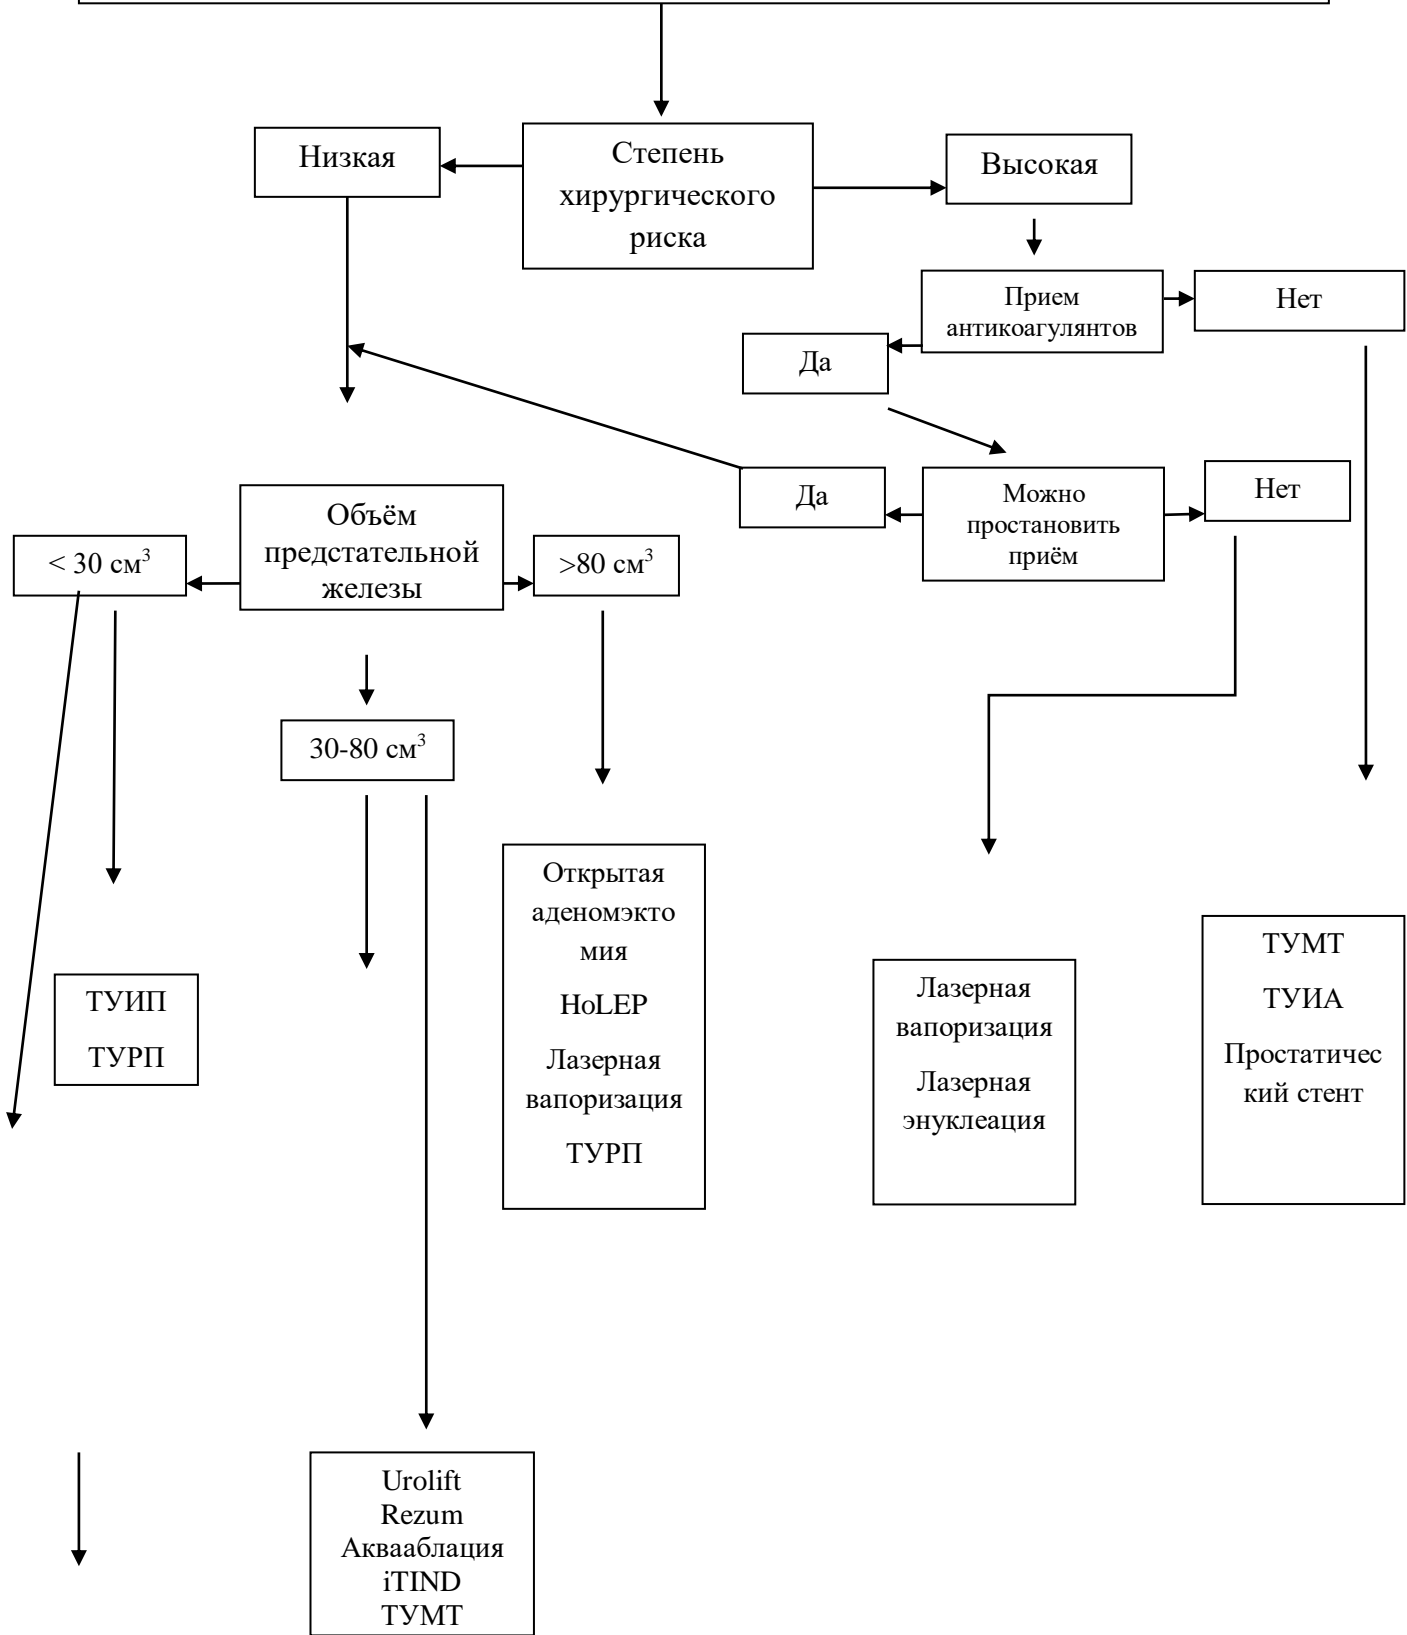 Низкая
Степень
хирургического
риска
Высокая
Прием
антикоагулянтов
Нет
Да
Да
Можно
простановить
приём
Нет
< 30 см³
Объём
предстательной
железы
>80 см³
30-80 см³
ТУИП
ТУРП
Открытая
аденомэкто
мия
HoLEP
Лазерная
вапоризация
ТУРП
Лазерная
вапоризация
Лазерная
энуклеация
ТУМТ
ТУИА
Простатичес
кий стент
Urolift
Rezum
Аквааблация
iTIND
ТУМТ